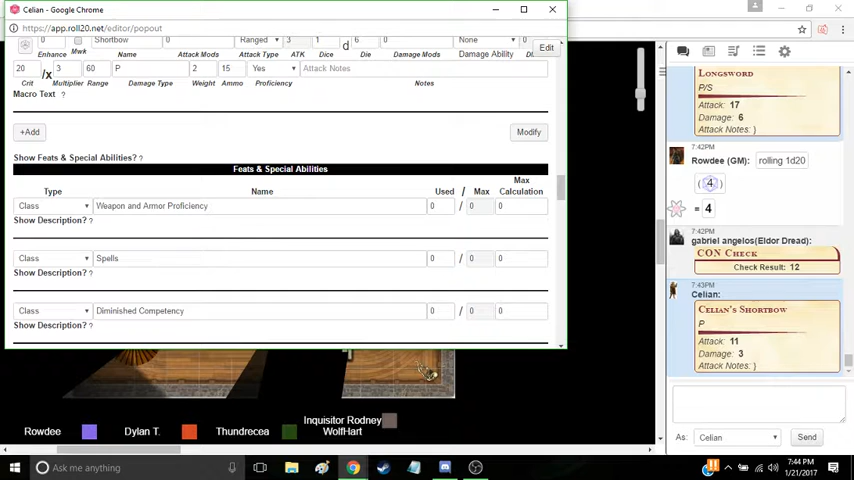 Celian - Google Chrome
https://app.roll20.net/editor/popout
0 Shortbow 0 Ranged 3 1 d 6 0 None 0
Enhance Mwk Name Attack Mods Attack Type ATK Die Damage Mods Damage Ability
Edit
20 /x 3 60 P 2 15 Yes Attack Notes
Crit Multiplier Range Damage Type Weight Ammo Proficiency Notes
Macro Text ?
+Add Modify
Show Feats & Special Abilities? ?
Feats & Special Abilities
Type Name Used / Max Max Calculation
Class Weapon and Armor Proficiency 0 / 0 0
Show Description? ?
Class Spells 0 / 0 0
Show Description? ?
Class Diminished Competency 0 / 0 0
Show Description? ?
Rowdee Dylan T. Thundrecea Inquisitor Rodney
WolfHart
Longsword
P/S
Attack: 17
Damage: 6
Attack Notes: )
7:42PM
Rowdee (GM): rolling 1d20
(4)
= 4
7:42PM
gabriel angelos(Eldor Dread):
CON Check
Check Result: 12
7:43PM
Celian:
Celian's Shortbow
P
Attack: 11
Damage: 3
Attack Notes: )
As: Celian Send
Ask me anything
7:44 PM
1/21/2017